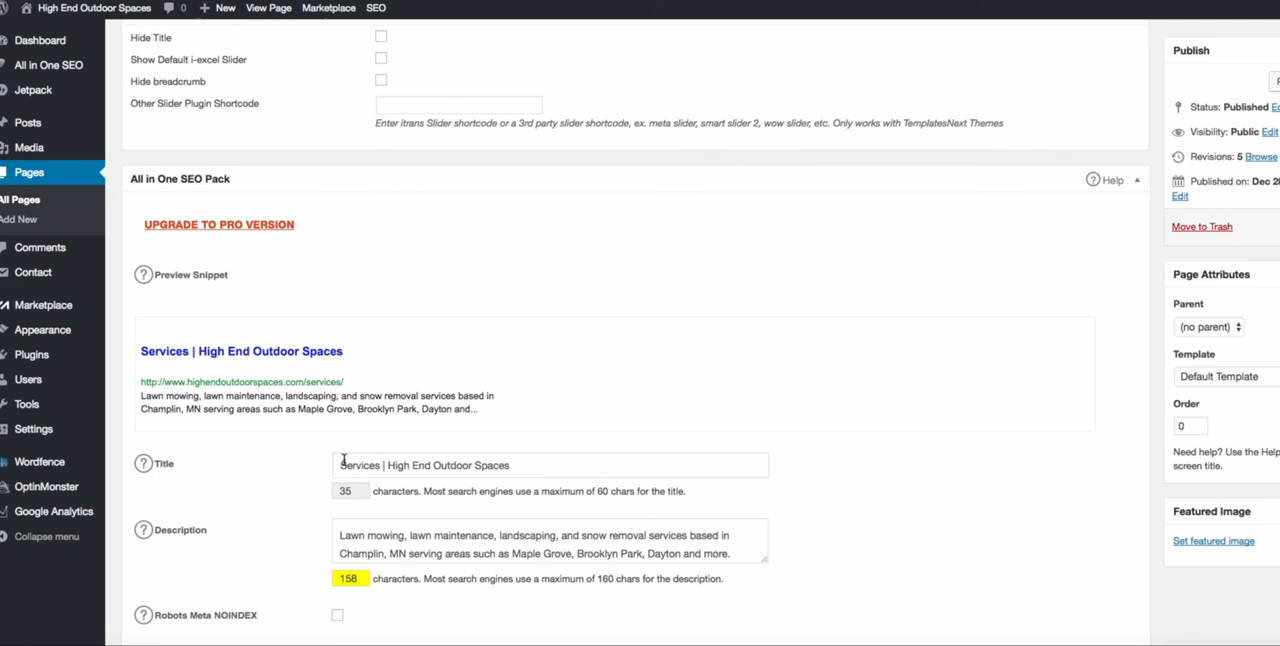 High End Outdoor Spaces 0 New View Page Marketplace SEO
Dashboard
All in One SEO
Jetpack
Posts
Media
Pages
All Pages
Add New
Comments
Contact
Marketplace
Appearance
Plugins
Users
Tools
Settings
Wordfence
OptinMonster
Google Analytics
Collapse menu
Hide Title
Show Default i-excel Slider
Hide breadcrumb
Other Slider Plugin Shortcode
Enter itrans Slider shortcode or a 3rd party slider shortcode, ex. meta slider, smart slider 2, wow slider, etc. Only works with TemplatesNext Themes
All in One SEO Pack
? Help
UPGRADE TO PRO VERSION
? Preview Snippet
Services | High End Outdoor Spaces
http://www.highendoutdoorspaces.com/services/
Lawn mowing, lawn maintenance, landscaping, and snow removal services based in
Champlin, MN serving areas such as Maple Grove, Brooklyn Park, Dayton and...
? Title
Services | High End Outdoor Spaces
35 characters. Most search engines use a maximum of 60 chars for the title.
? Description
Lawn mowing, lawn maintenance, landscaping, and snow removal services based in
Champlin, MN serving areas such as Maple Grove, Brooklyn Park, Dayton and more.
158 characters. Most search engines use a maximum of 160 chars for the description.
? Robots Meta NOINDEX
Publish
Status: Published
Visibility: Public Edit
Revisions: 5 Browse
Published on: Dec
Edit
Move to Trash
Page Attributes
Parent
(no parent)
Template
Default Template
Order
0
Need help? Use the Help
screen title.
Featured Image
Set featured image